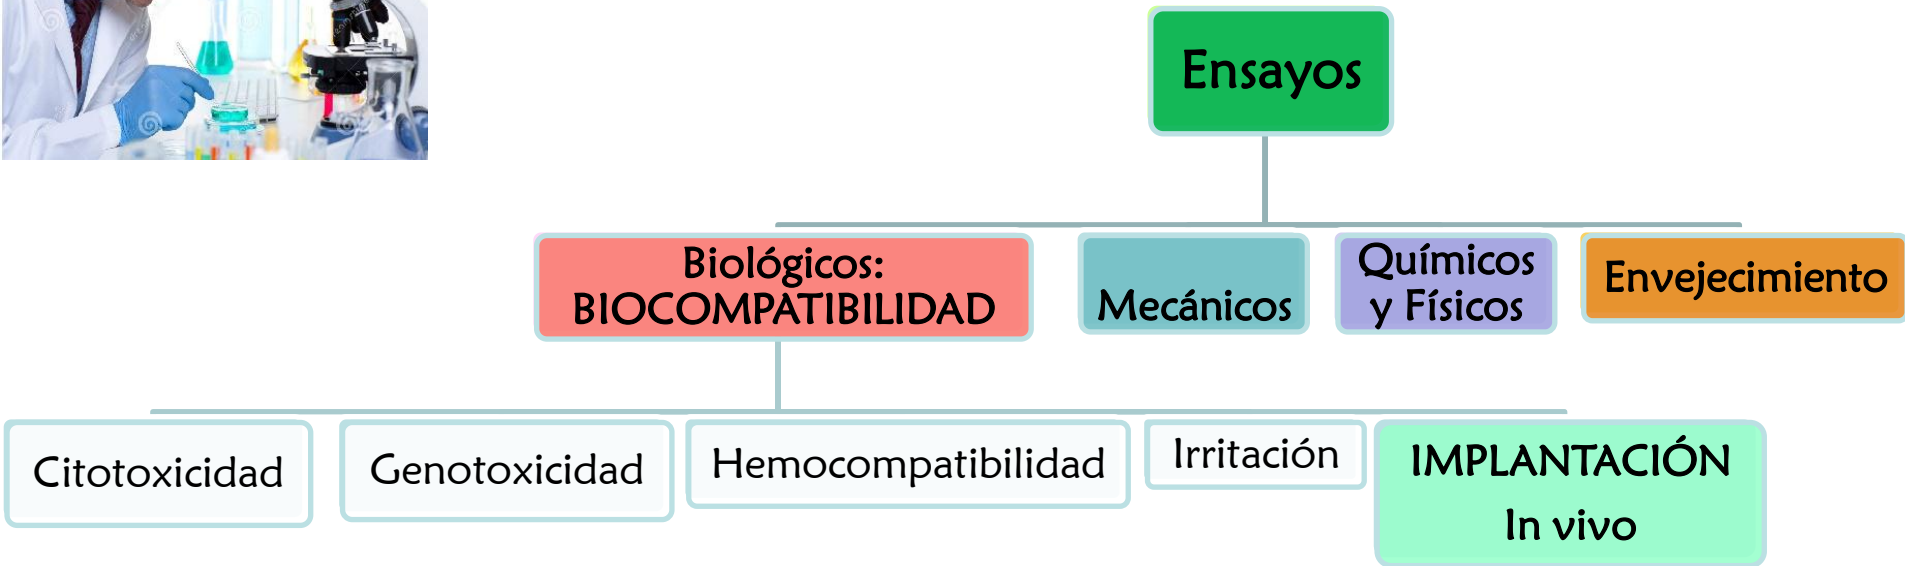 Ensayos
Biológicos:
BIOCOMPATIBILIDAD
Mecánicos
Químicos
y Físicos
Envejecimiento
Citotoxicidad
Genotoxicidad
Hemocompatibilidad
Irritación
IMPLANTACIÓN
In vivo